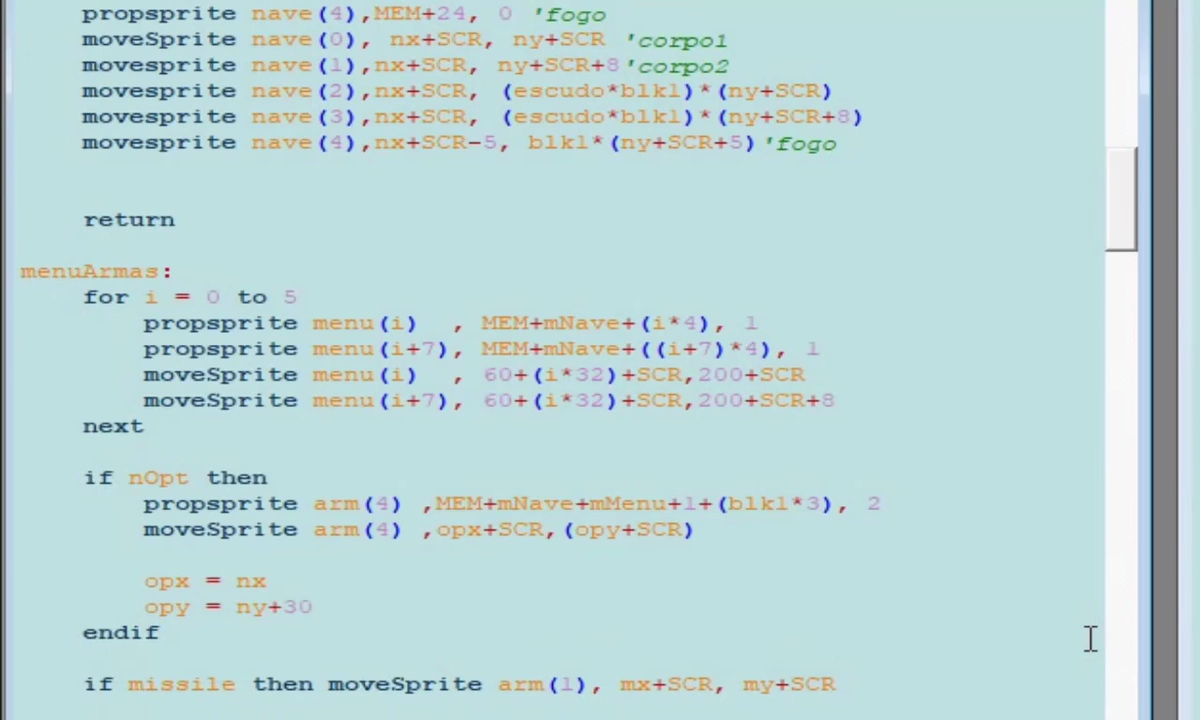 propsprite nave(4),MEM+24, 0 'fogo
moveSprite nave(0), nx+SCR, ny+SCR 'corpo1
movesprite nave(1),nx+SCR, ny+SCR+8'corpo2
movesprite nave(2),nx+SCR, (escudo*blkl)*(ny+SCR)
movesprite nave(3),nx+SCR, (escudo*blkl)*(ny+SCR+8)
movesprite nave(4),nx+SCR-5, blkl*(ny+SCR+5)'fogo
return
menuArmas:
for i = 0 to 5
propsprite menu(i) , MEM+mNave+(i*4), 1
propsprite menu(i+7), MEM+mNave+((i+7)*4), 1
moveSprite menu(i) , 60+(i*32)+SCR,200+SCR
moveSprite menu(i+7), 60+(i*32)+SCR,200+SCR+8
next
if nOpt then
propsprite arm(4) ,MEM+mNave+mMenu+1+(blkl*3), 2
moveSprite arm(4) ,opx+SCR,(opy+SCR)
opx = nx
opy = ny+30
endif
if missile then moveSprite arm(1), mx+SCR, my+SCR